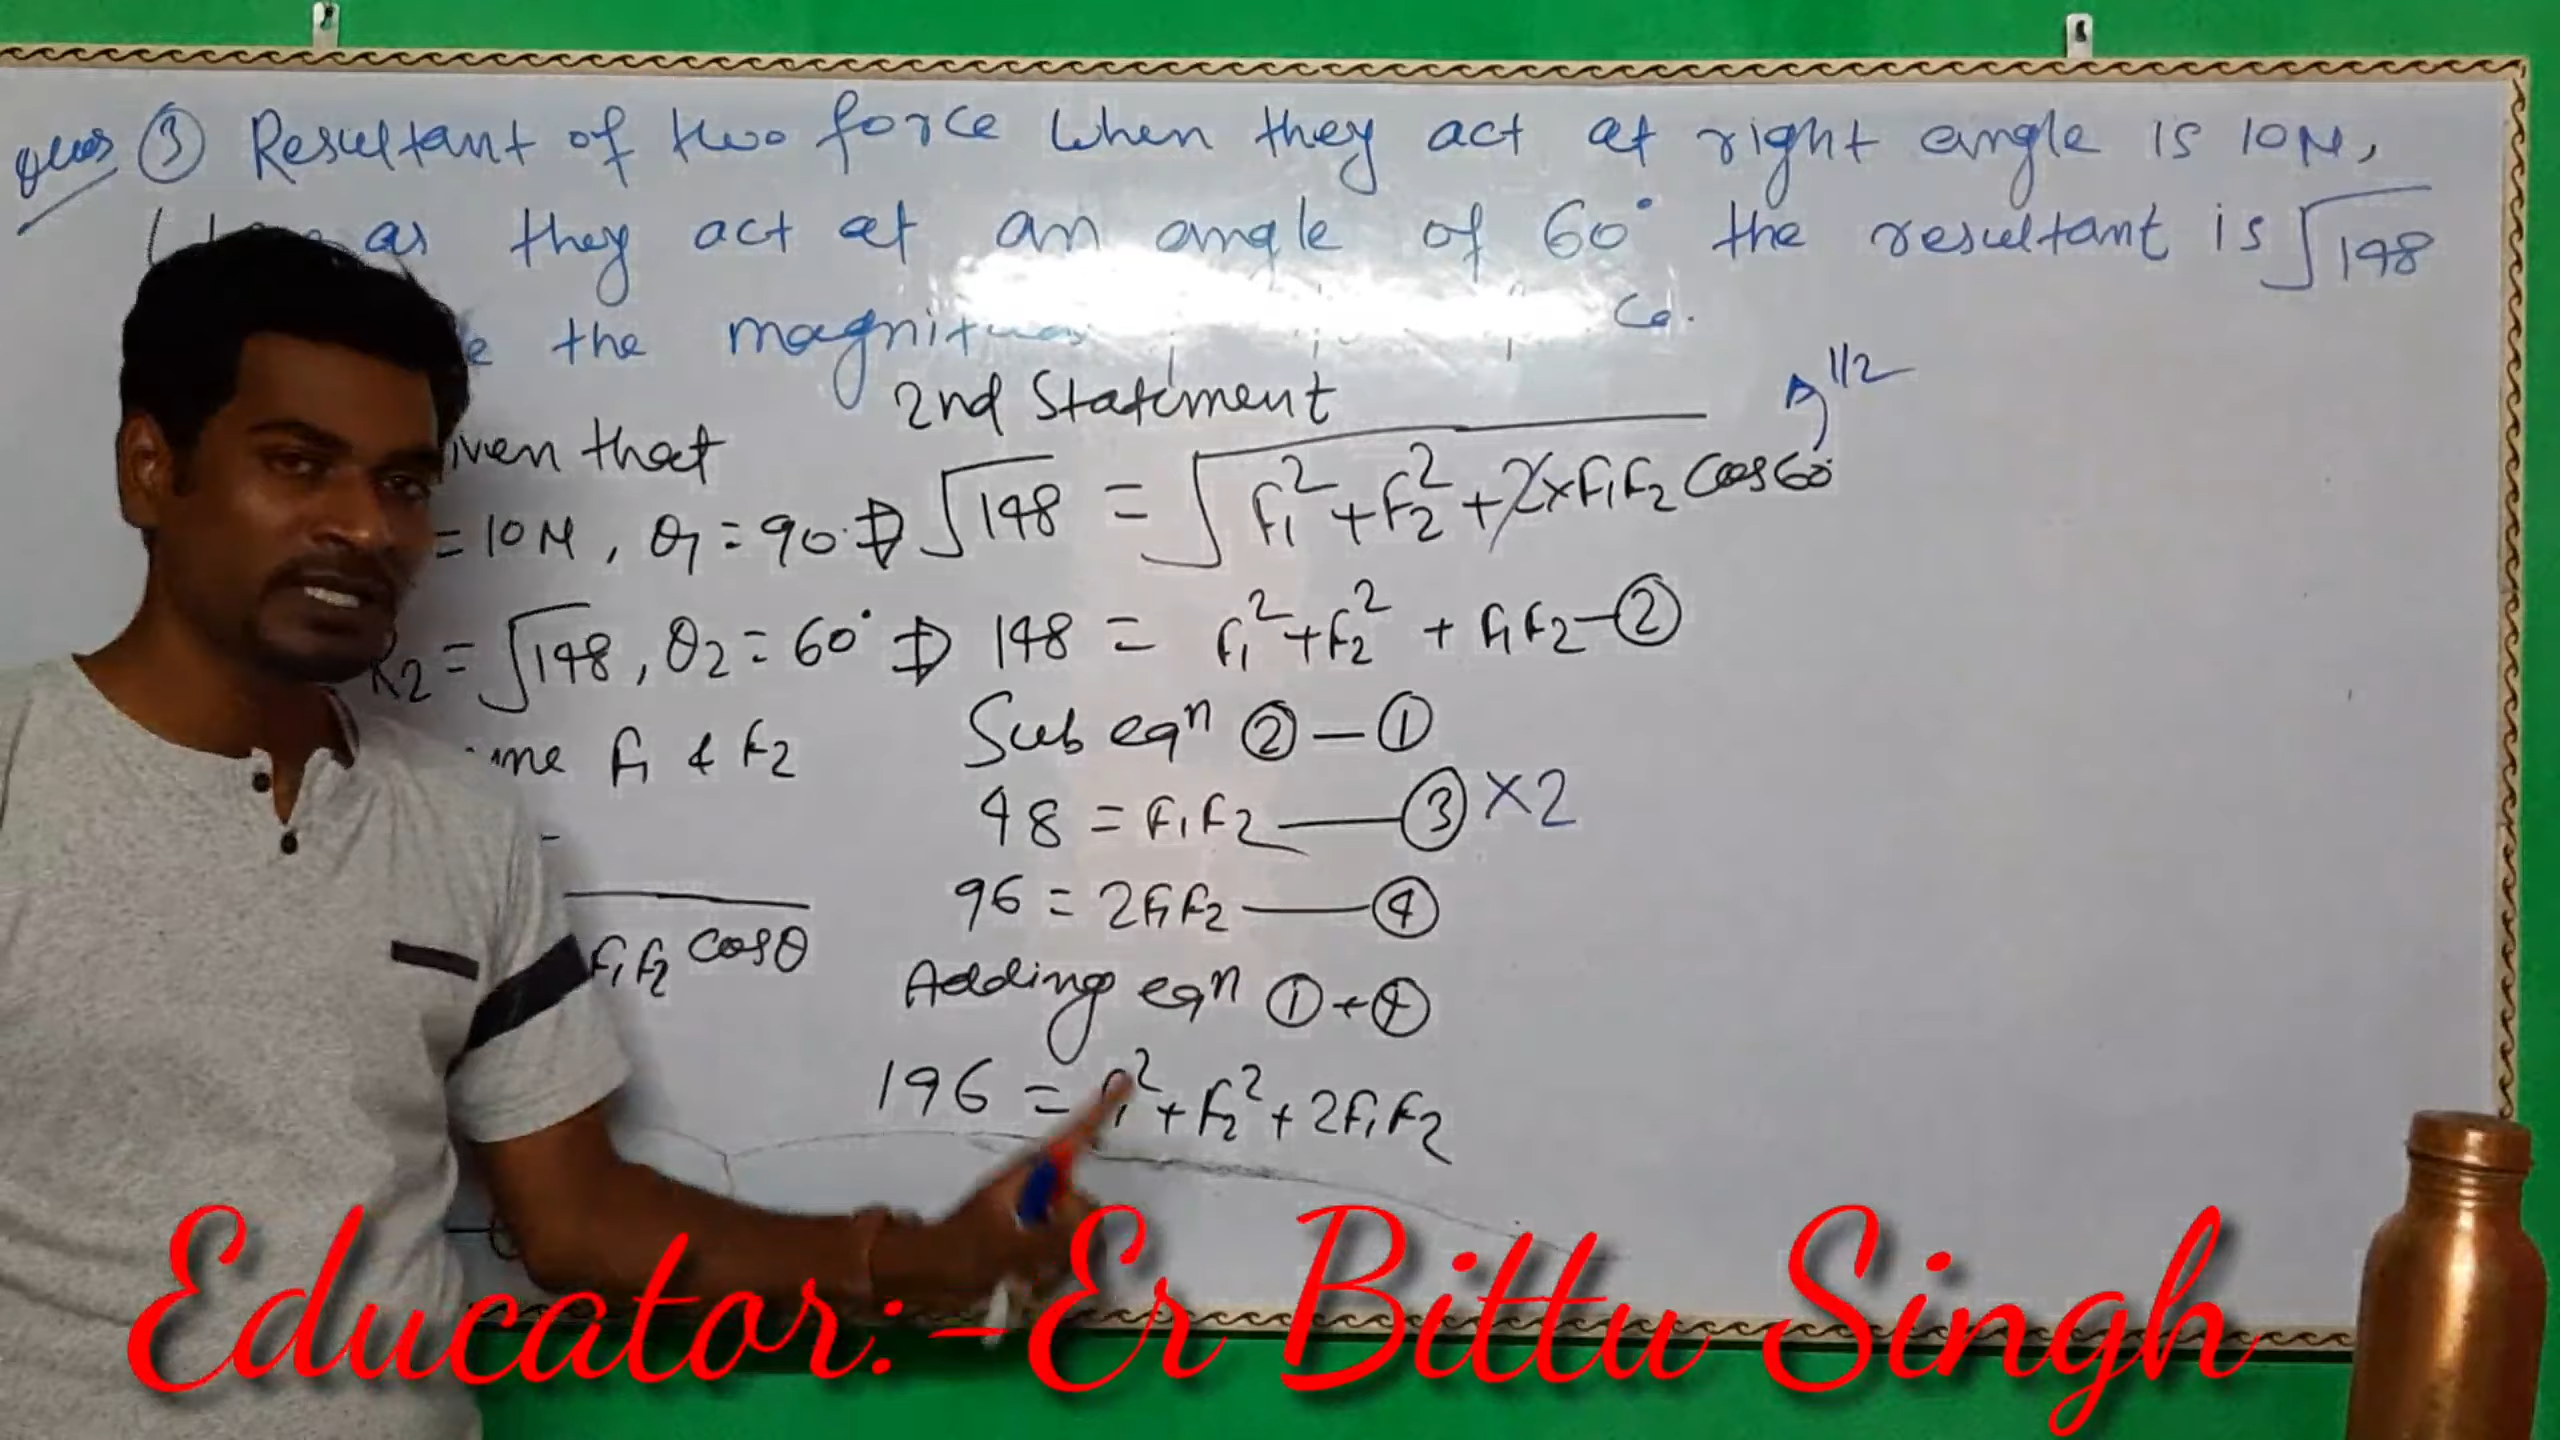 Ques ③ Resultant of two force when they act at right angle is 10N,
as they act at an angle of 60° the resultant is √148
the
2nd Statement
1/2
iven that
= 10N, θ1 = 90°
⇒ √148 = √F1² + F2² + 2×F1F2 Cos60°
R2 = √148, θ2 = 60°
⇒ 148 = F1² + F2² + F1F2 — ②
me F1 & F2
Sub eqⁿ ② — ①
48 = F1F2 — ③ ×2
96 = 2F1F2 — ④
F1F2 Cosθ
Adding eqⁿ ① + ④
196 = F1² + F2² + 2F1F2
Educator:-Er Bittu Singh